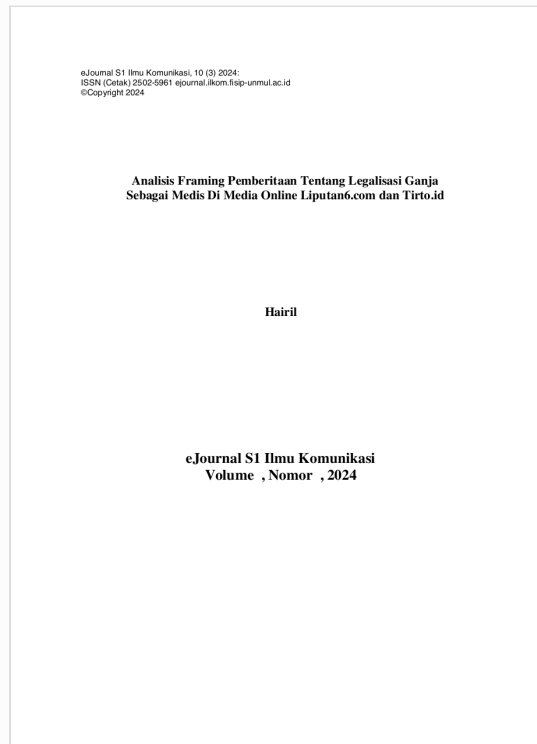 eJournal S1 Ilmu Komunikasi, 10 (3) 2024:
ISSN (Cetak) 2502-5961 ejournal.ilkom.fisip-unmul.ac.id
©Copyright 2024
Analisis Framing Pemberitaan Tentang Legalisasi Ganja
Sebagai Medis Di Media Online Liputan6.com dan Tirto.id
Hairil
eJournal S1 Ilmu Komunikasi
Volume , Nomor , 2024